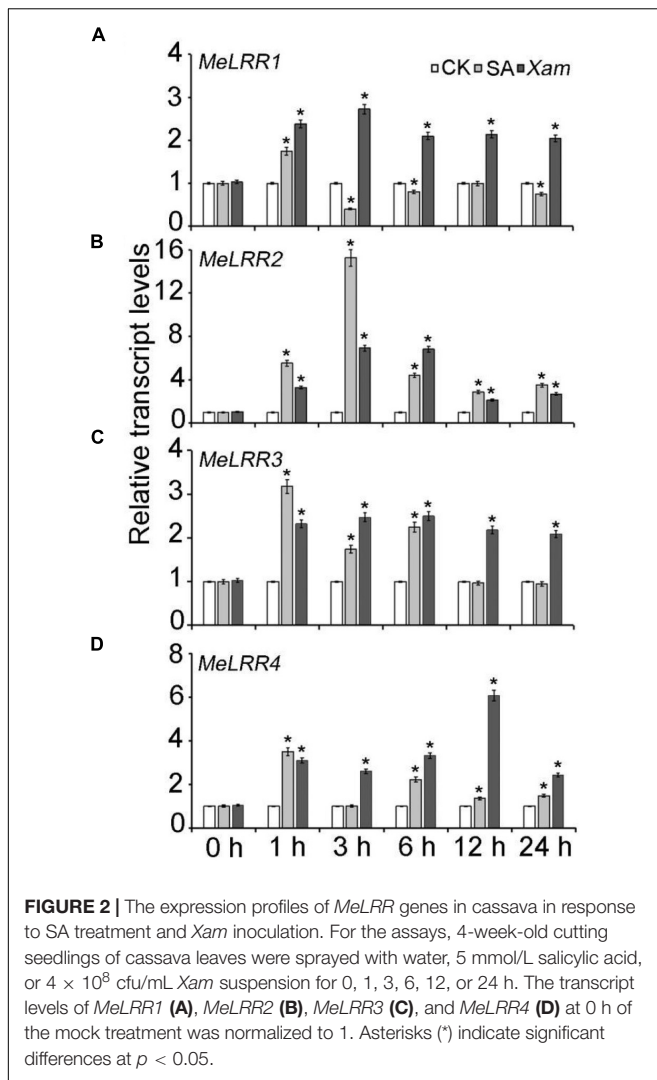 A
MeLRR1
CK SA Xam
4
3
2
1
0
* * * * * * * * *
B
MeLRR2
16
12
8
4
0
* * * * * * * * * *
C
MeLRR3
4
3
2
1
0
* * * * * * * *
D
MeLRR4
8
6
4
2
0
* * * * * * * * *
Relative transcript levels
0 h 1 h 3 h 6 h 12 h 24 h
FIGURE 2 | The expression profiles of MeLRR genes in cassava in response
to SA treatment and Xam inoculation. For the assays, 4-week-old cutting
seedlings of cassava leaves were sprayed with water, 5 mmol/L salicylic acid,
or 4 × 10⁸ cfu/mL Xam suspension for 0, 1, 3, 6, 12, or 24 h. The transcript
levels of MeLRR1 (A), MeLRR2 (B), MeLRR3 (C), and MeLRR4 (D) at 0 h of
the mock treatment was normalized to 1. Asterisks (*) indicate significant
differences at p < 0.05.